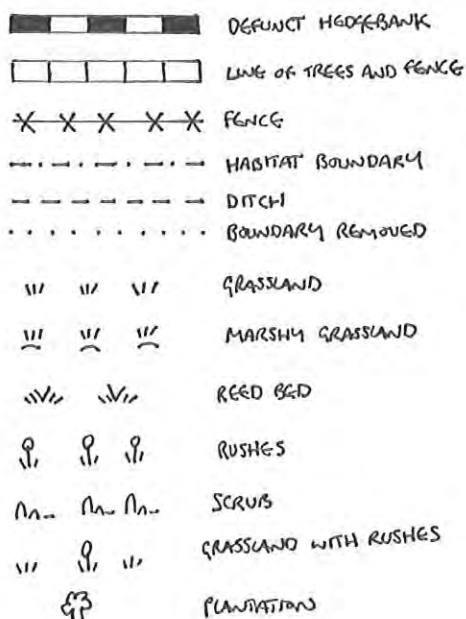 DEFUNCT HEDGEBANK
LINE OF TREES AND FENCE
FENCE
HABITAT BOUNDARY
DITCH
BOUNDARY REMOVED
GRASSLAND
MARSHY GRASSLAND
REED BED
RUSHES
SCRUB
GRASSLAND WITH RUSHES
PLANTATION